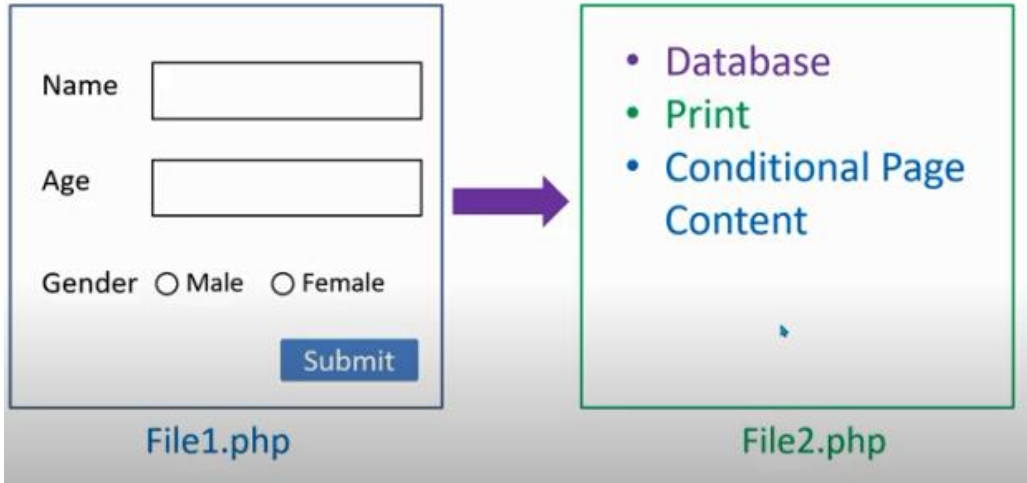 Name
Age
Gender Male Female
Submit
File1.php
• Database
• Print
• Conditional Page
Content
File2.php